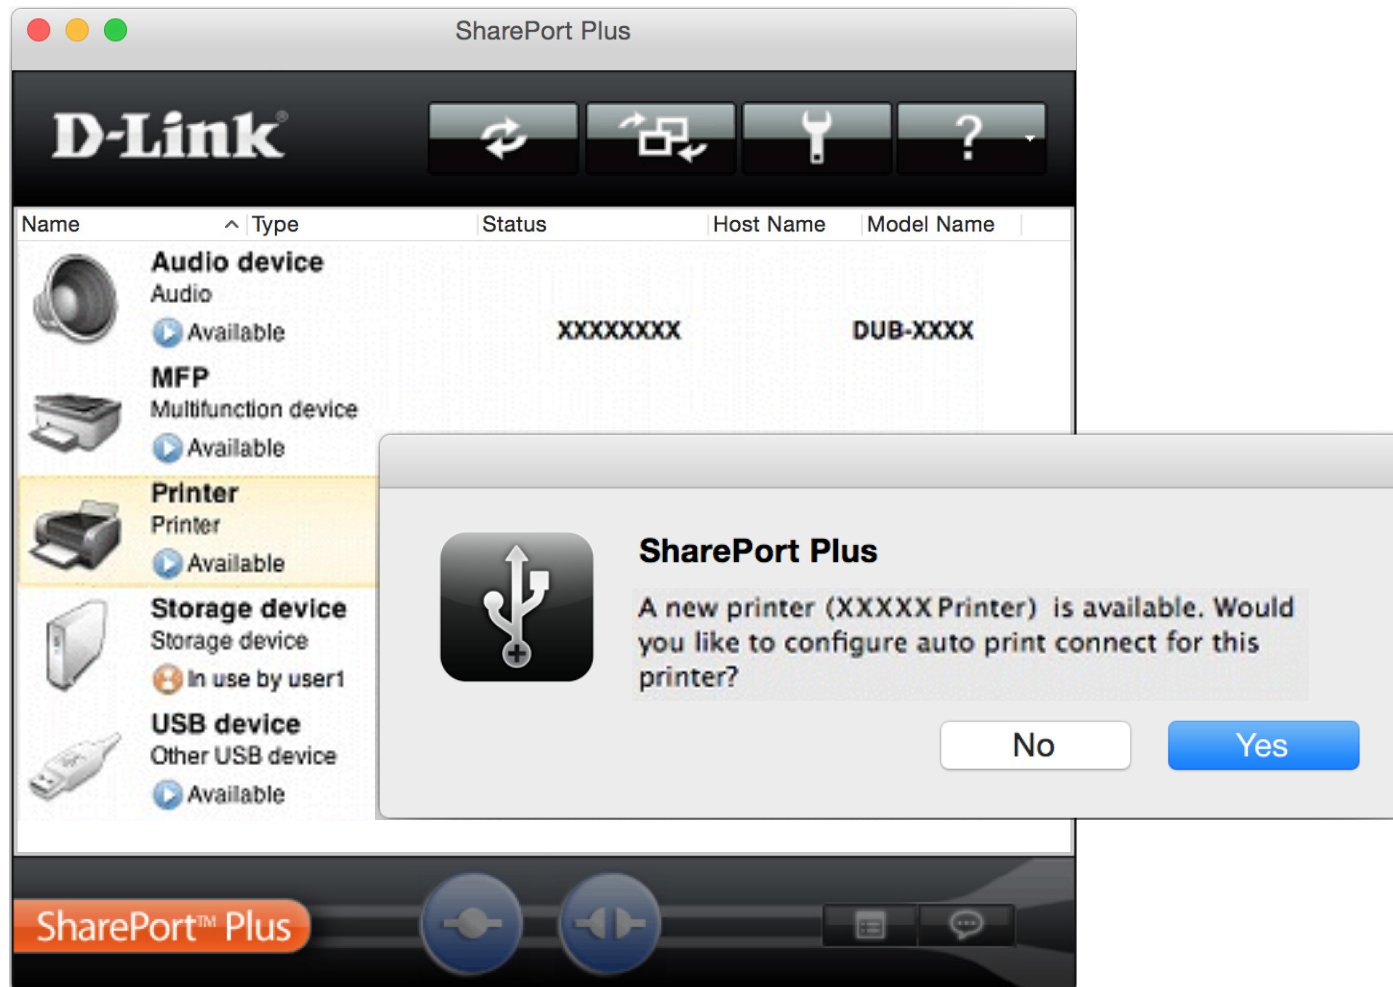 SharePort Plus
D-Link®
?
Name Type Status Host Name Model Name
Audio device
Audio
Available XXXXXXXX DUB-XXXX
MFP
Multifunction device
Available
Printer
Printer
Available
Storage device
Storage device
In use by user1
USB device
Other USB device
Available
SharePort Plus
A new printer (XXXXX Printer) is available. Would
you like to configure auto print connect for this
printer?
No Yes
SharePort™ Plus